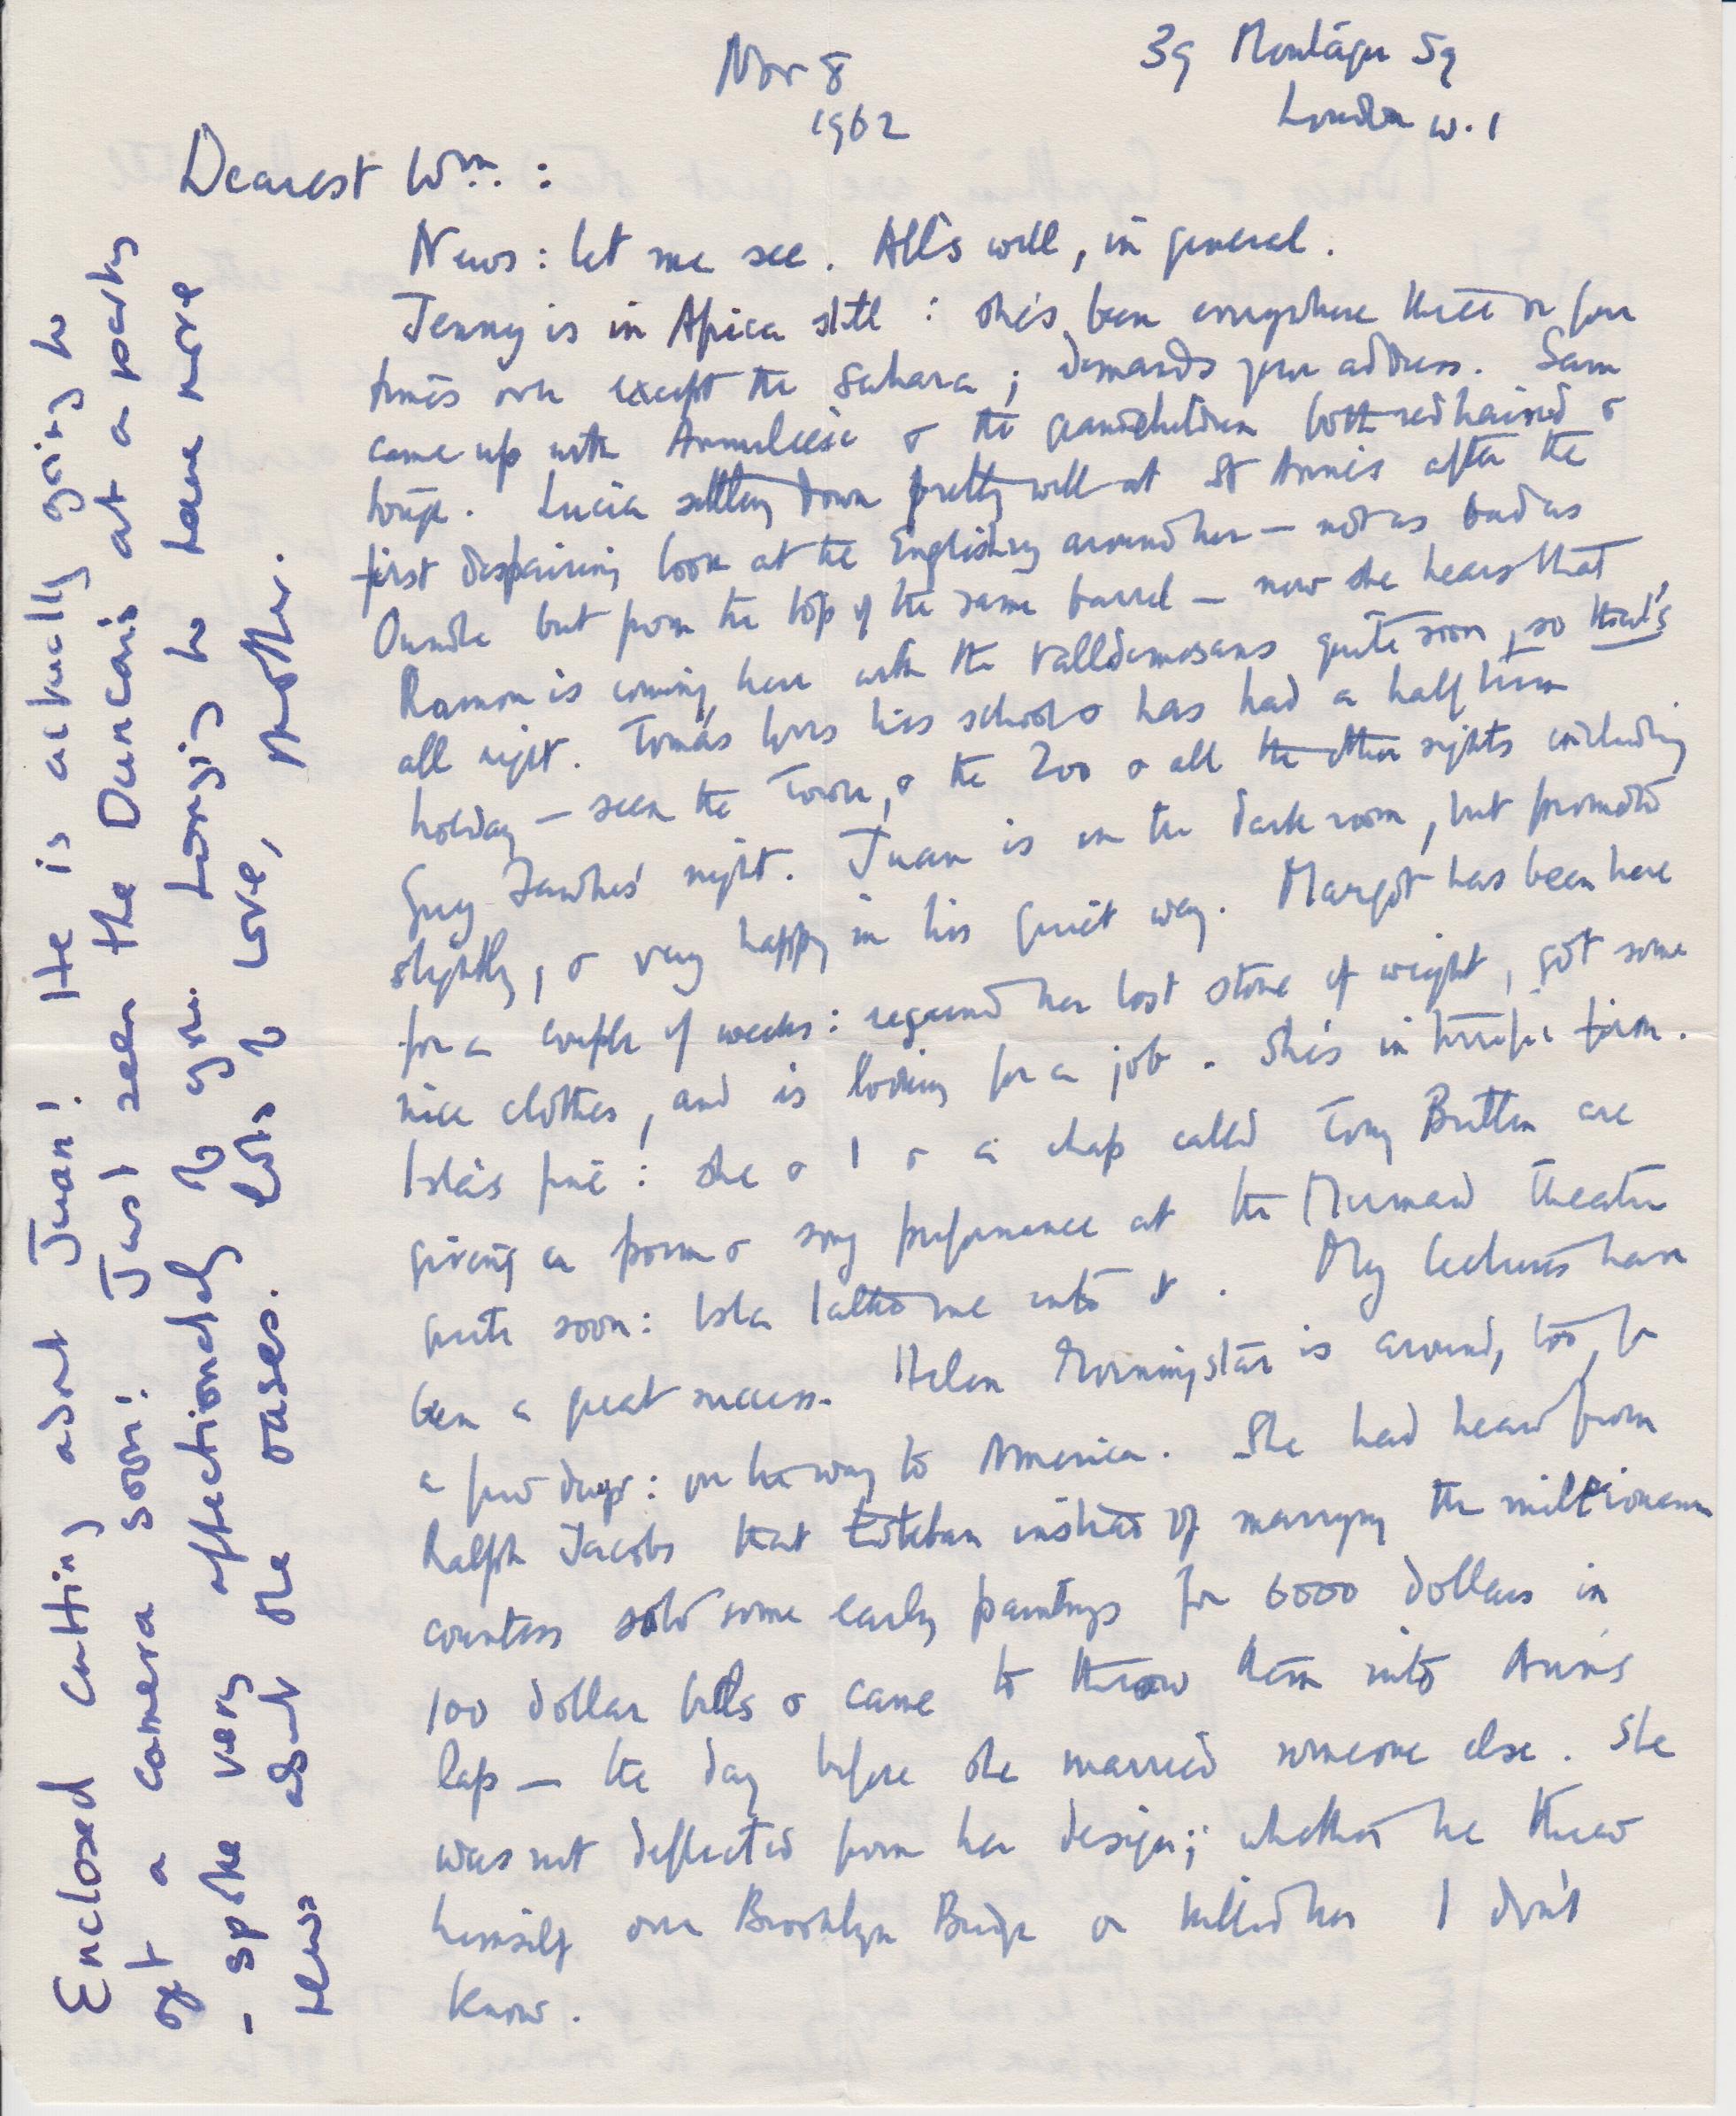 Nov 8
1962
39 Montagu Sq
London W.1
Dearest Wm. :
News: let me see. All's well, in general.
Jenny is in Africa still : she's been everywhere three or four
times over except the Sahara ; demands your address. Sam
came up with Anneliese & the grandchildren both redhaired &
huge. Lucia settling down pretty well at St Anne's after the
first despairing look at the Englishry around her — not as bad as
Oundle but from the top of the same barrel — now she hears that
Ramon is coming here with the Valldemosans quite soon, so that's
all right. Tomás loves his school & has had a half term
holiday — seen the Tower, & the Zoo & all the other sights including
Guy Fawkes' night. Juan is in the dark room, but promoted
slightly, & very happy in his quiet way. Margot has been here
for a couple of weeks: regained her lost stone of weight, got some
nice clothes, and is looking for a job. She's in terrific form.
Isla's fine : she & I & a chap called Tony Britten are
giving a poem & song performance at the Mermaid Theatre
quite soon: Isla talked me into it. My lectures have
been a great success. Helen Morningstar is around, too, for
a few days: on her way to America. She had heard from
Ralph Jacobs that Esteban instead of marrying the millionaire
countess sold some early paintings for 6000 dollars in
100 dollar bills & came to throw them into Anne's
lap — the day before she married someone else. She
was not deflected from her design; whether he threw
himself over Brooklyn Bridge or killed her I don't
know.
Enclosed cutting about Juan! He is actually going to
get a camera soon! Just seen the Duncans at a party
- spoke very affectionately of you. Longing to have more
news about the oases. Lots of love, Mother.